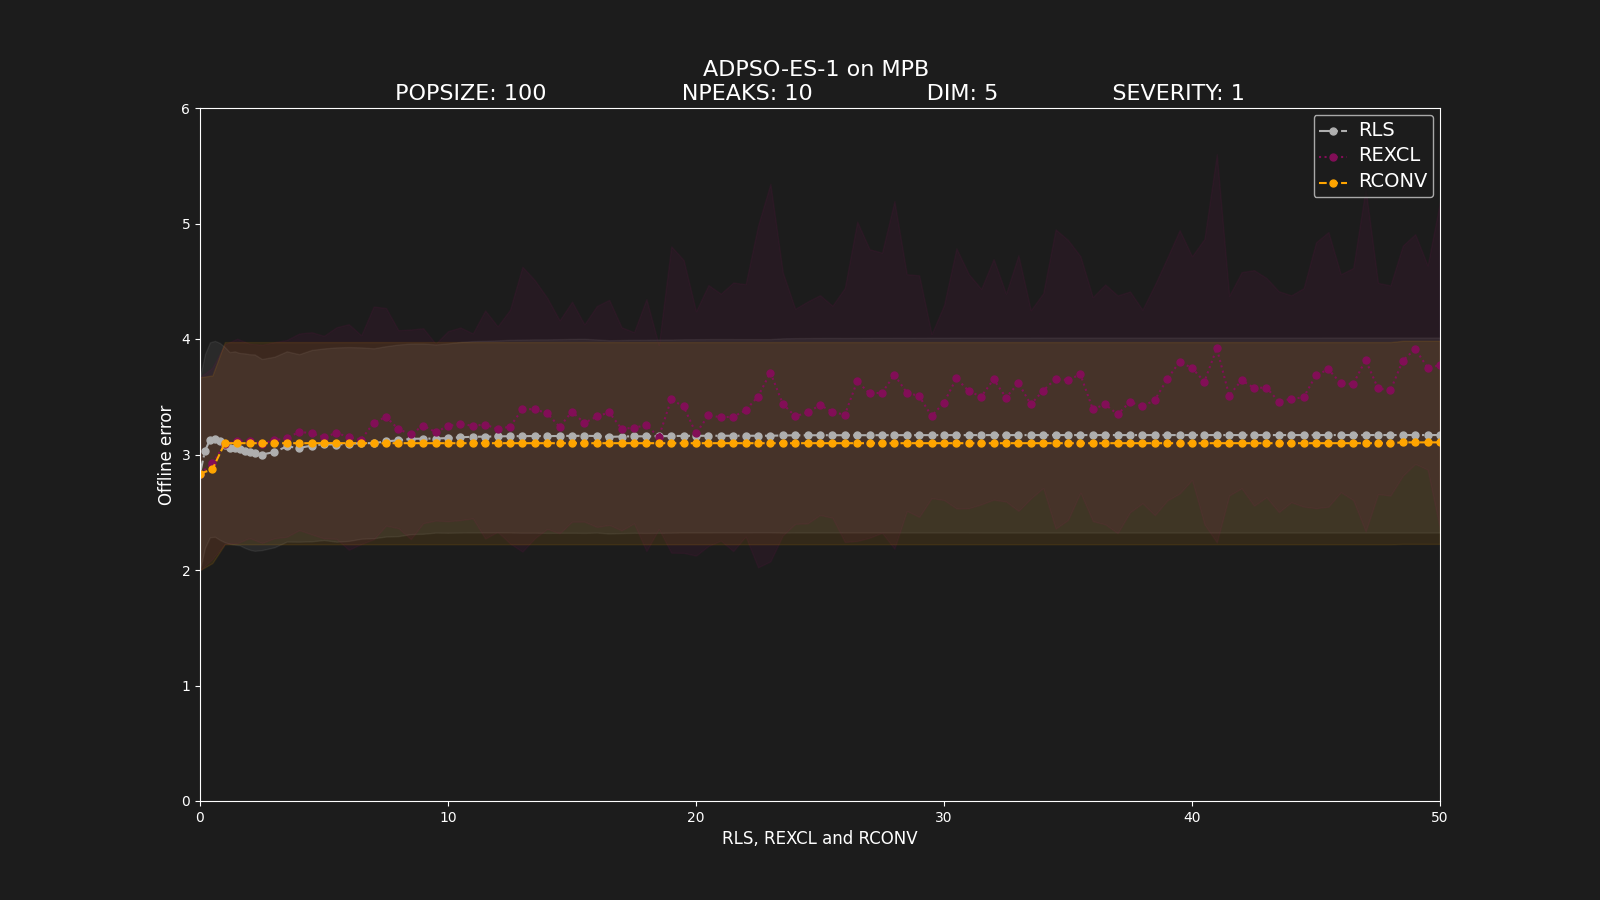 ADPSO-ES-1 on MPB
POPSIZE: 100 NPEAKS: 10 DIM: 5 SEVERITY: 1
6
5
4
3
2
1
0
Offline error
RLS
REXCL
RCONV
0 10 20 30 40 50
RLS, REXCL and RCONV